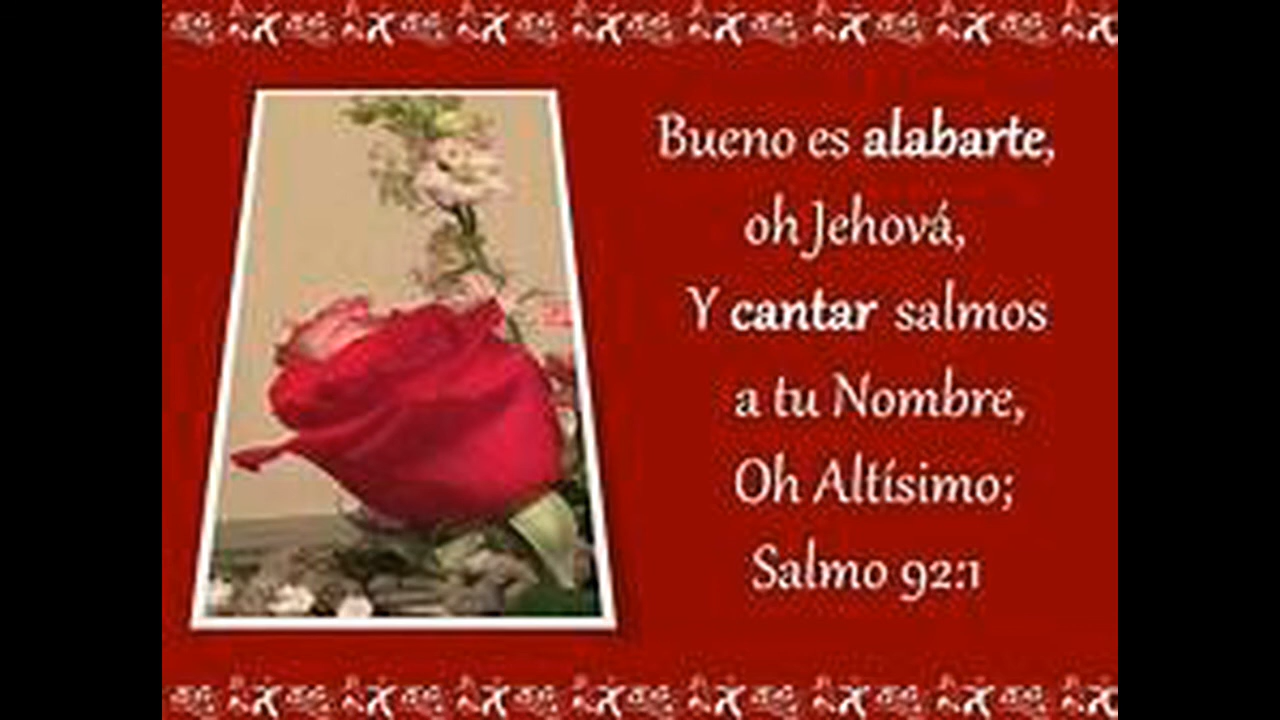 Bueno es alabarte,
oh Jehová,
Y cantar salmos
a tu Nombre,
Oh Altísimo;
Salmo 92:1